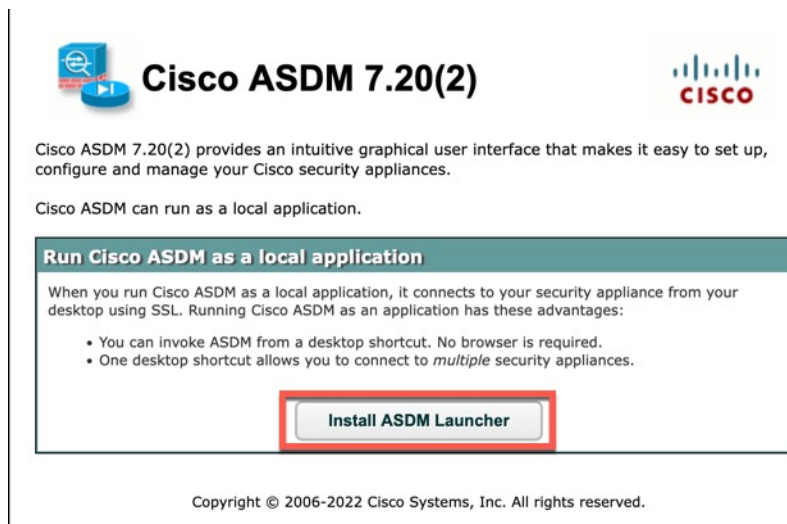 Cisco ASDM 7.20(2)
CISCO
Cisco ASDM 7.20(2) provides an intuitive graphical user interface that makes it easy to set up,
configure and manage your Cisco security appliances.
Cisco ASDM can run as a local application.
Run Cisco ASDM as a local application
When you run Cisco ASDM as a local application, it connects to your security appliance from your
desktop using SSL. Running Cisco ASDM as an application has these advantages:
• You can invoke ASDM from a desktop shortcut. No browser is required.
• One desktop shortcut allows you to connect to multiple security appliances.
Install ASDM Launcher
Copyright © 2006-2022 Cisco Systems, Inc. All rights reserved.